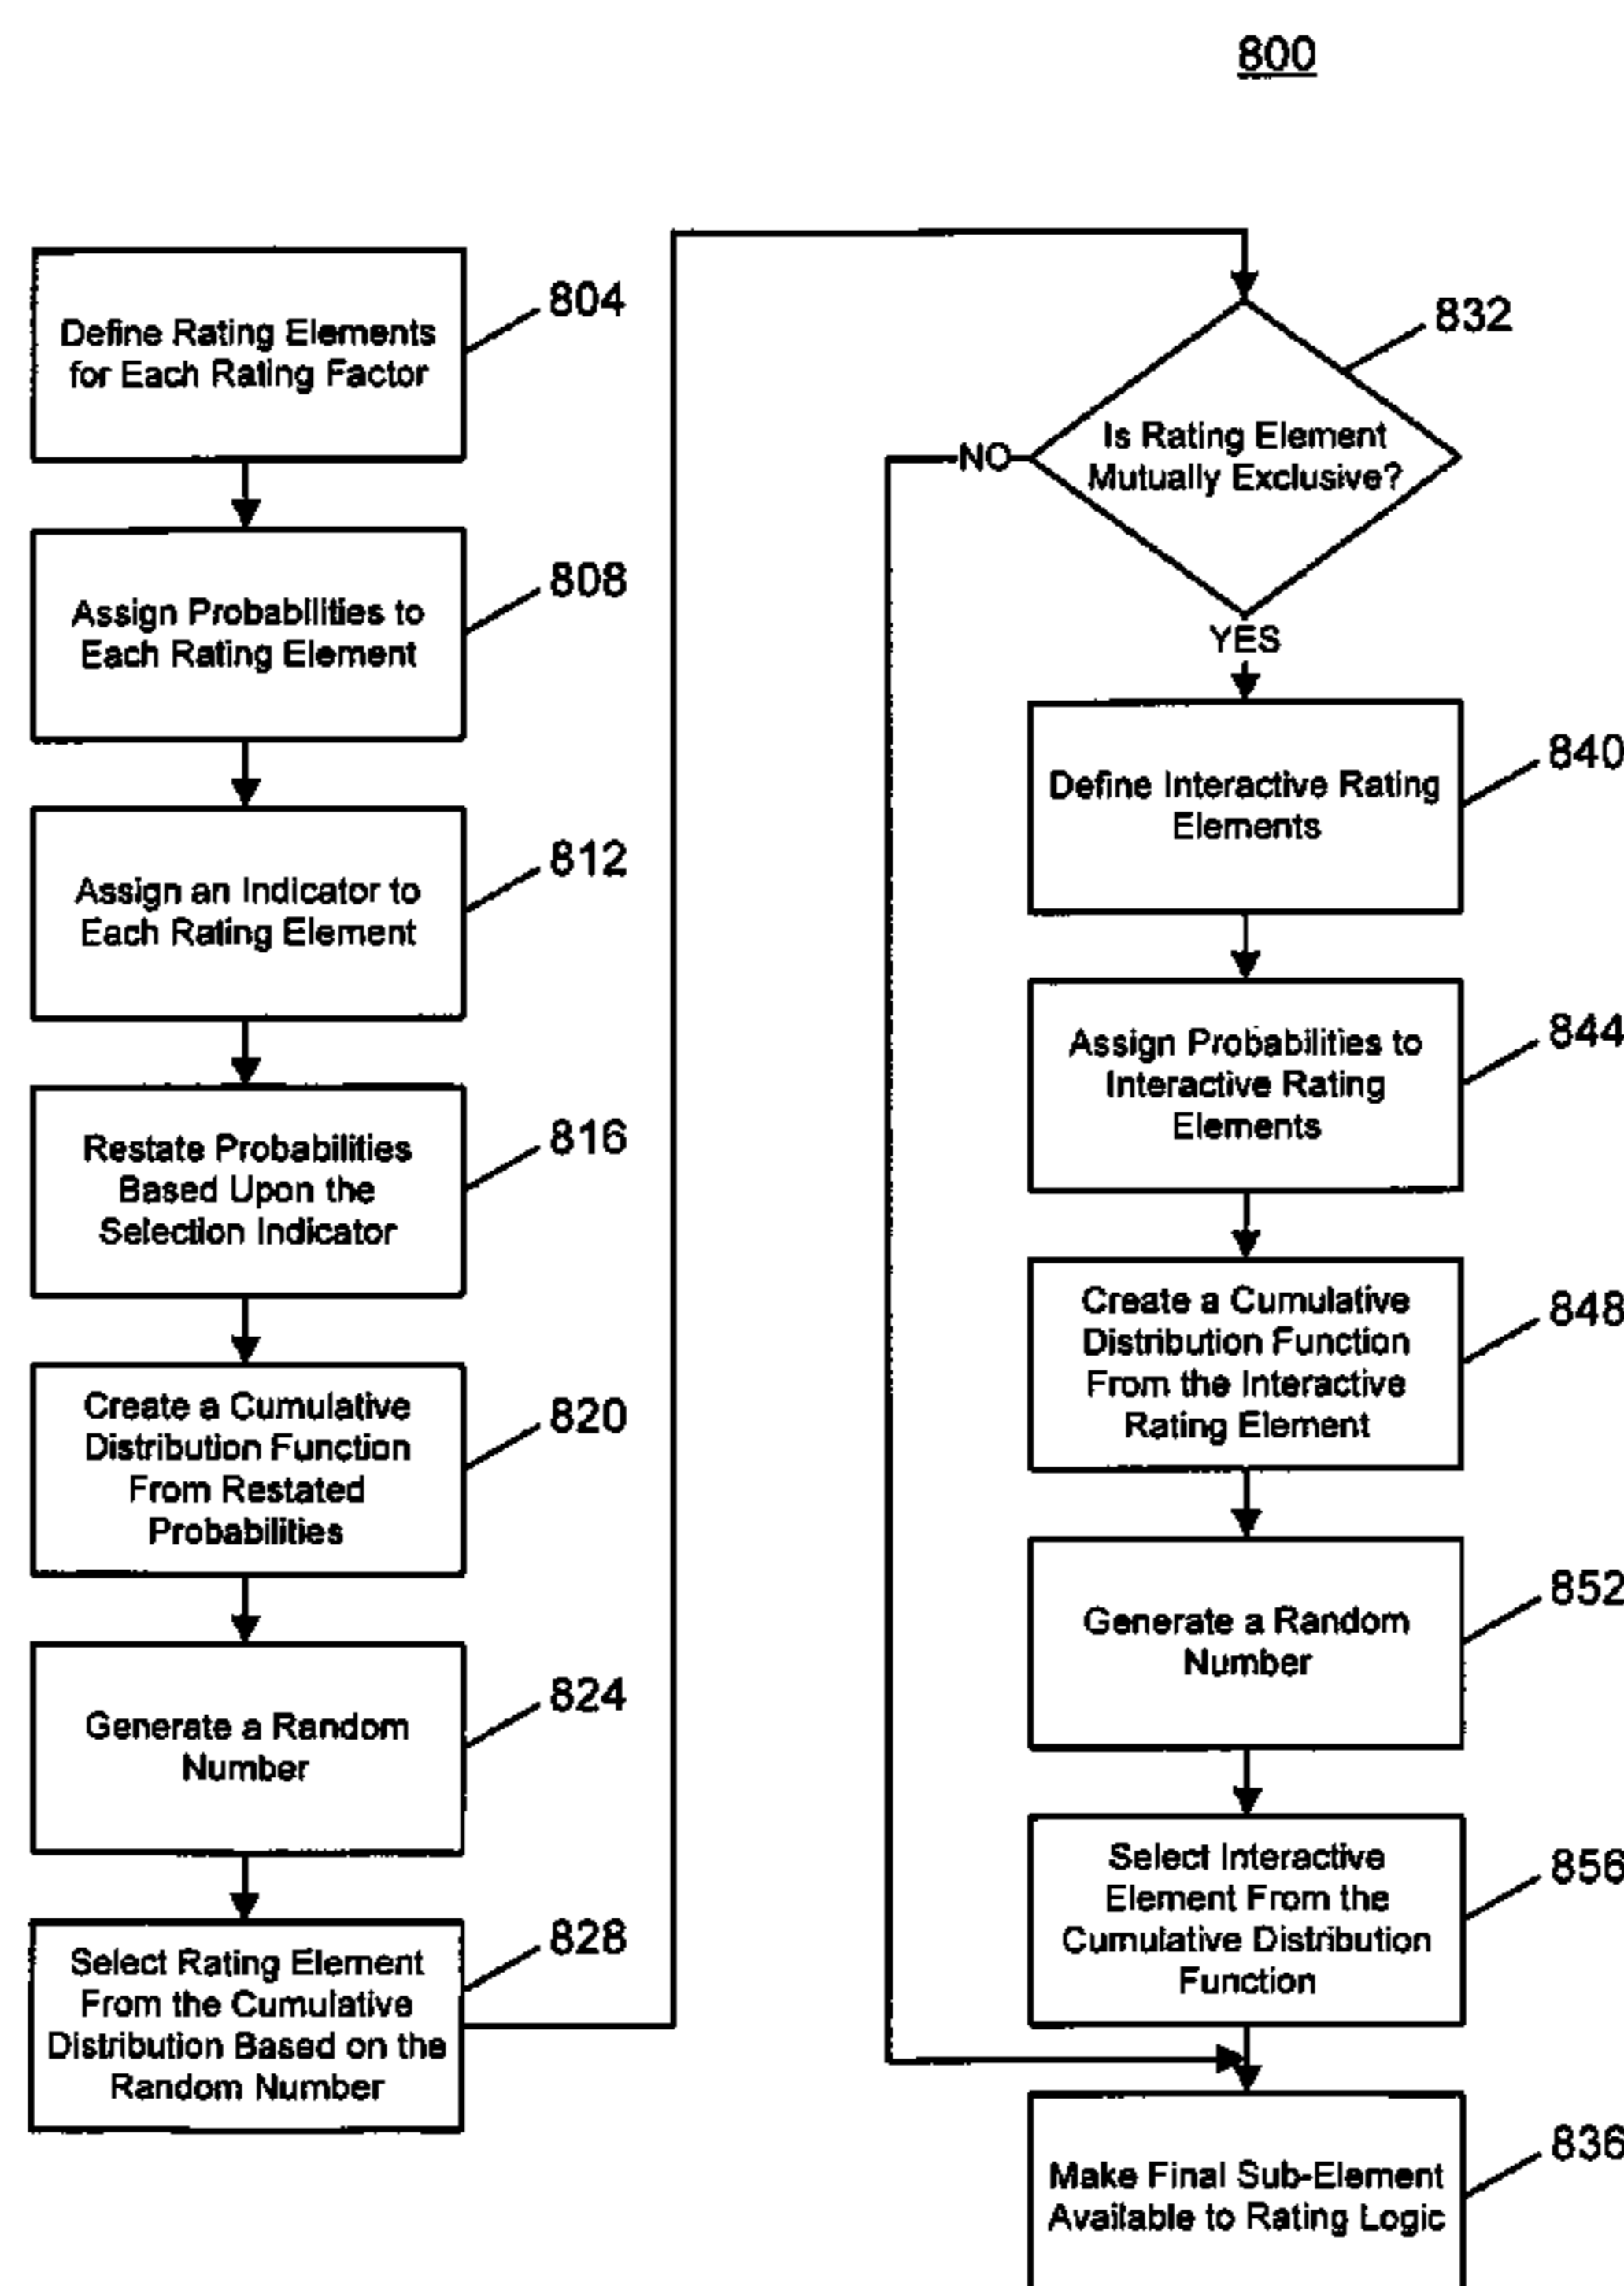 800
Define Rating Elements
for Each Rating Factor
804
Assign Probabilities to
Each Rating Element
808
Assign an Indicator to
Each Rating Element
812
Restate Probabilities
Based Upon the
Selection Indicator
816
Create a Cumulative
Distribution Function
From Restated
Probabilities
820
Generate a Random
Number
824
Select Rating Element
From the Cumulative
Distribution Based on the
Random Number
828
Is Rating Element
Mutually Exclusive?
832
NO
YES
Define Interactive Rating
Elements
840
Assign Probabilities to
Interactive Rating
Elements
844
Create a Cumulative
Distribution Function
From the Interactive
Rating Element
848
Generate a Random
Number
852
Select Interactive
Element From the
Cumulative Distribution
Function
856
Make Final Sub-Element
Available to Rating Logic
836